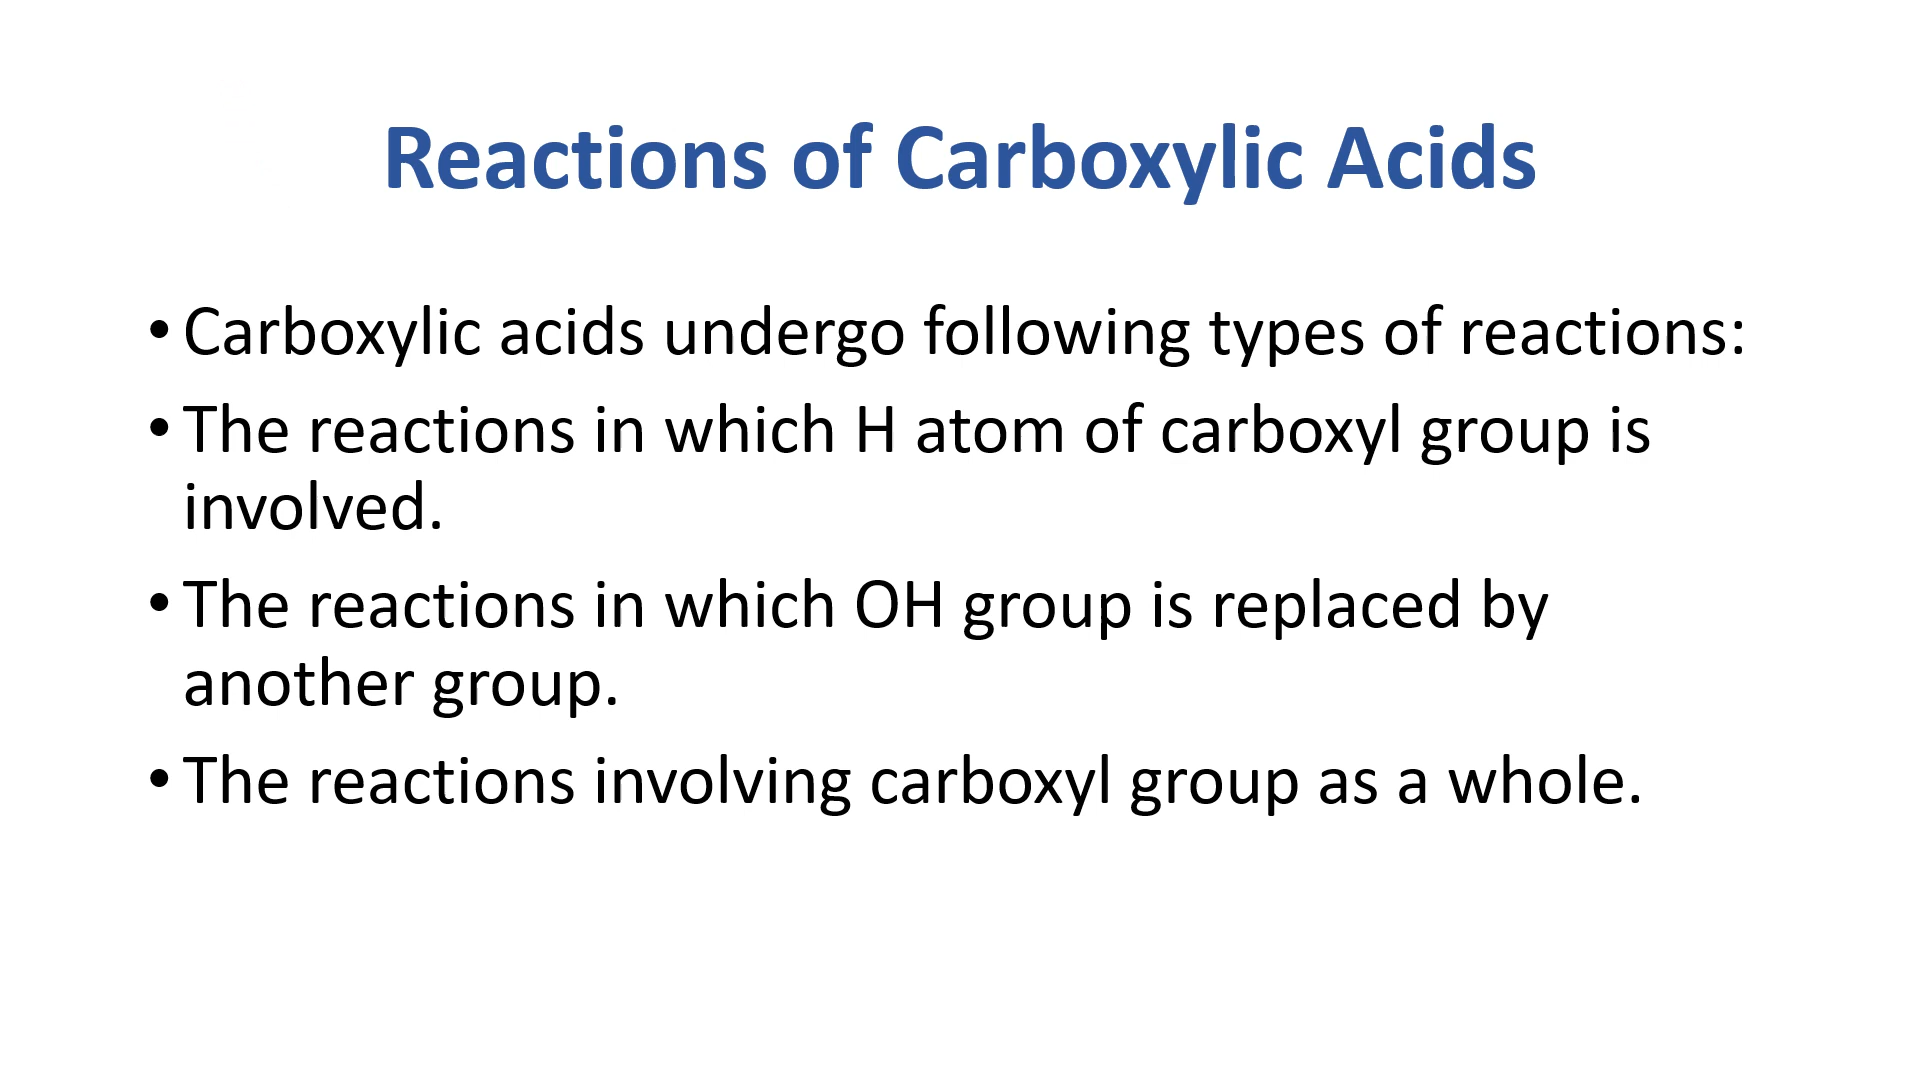 Reactions of Carboxylic Acids
• Carboxylic acids undergo following types of reactions:
• The reactions in which H atom of carboxyl group is
involved.
• The reactions in which OH group is replaced by
another group.
• The reactions involving carboxyl group as a whole.